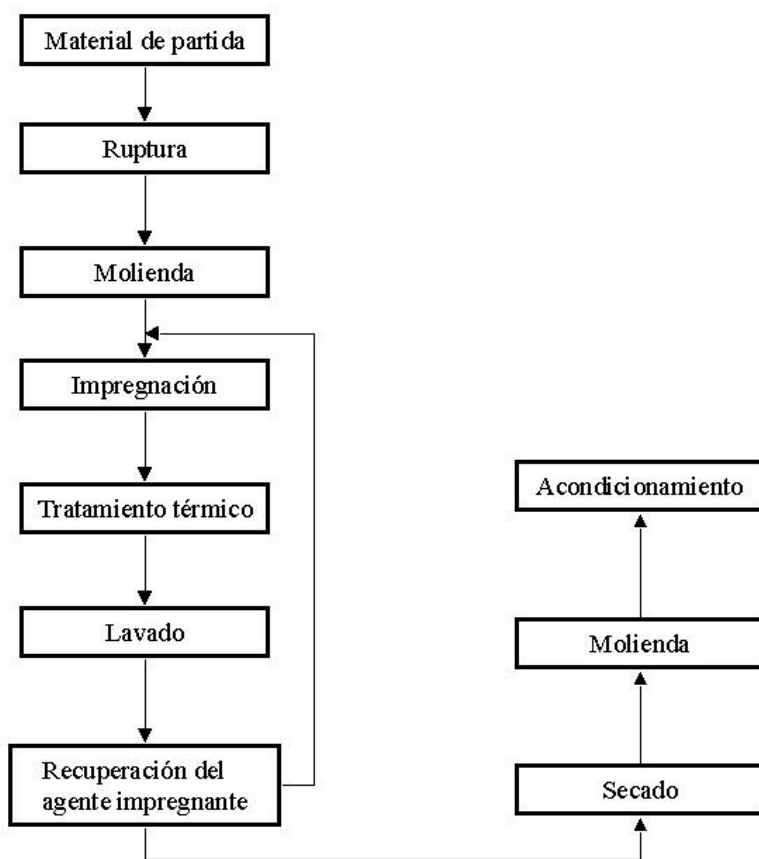 Material de partida
Ruptura
Molienda
Impregnación
Tratamiento térmico
Lavado
Recuperación del
agente impregnante
Secado
Molienda
Acondicionamiento